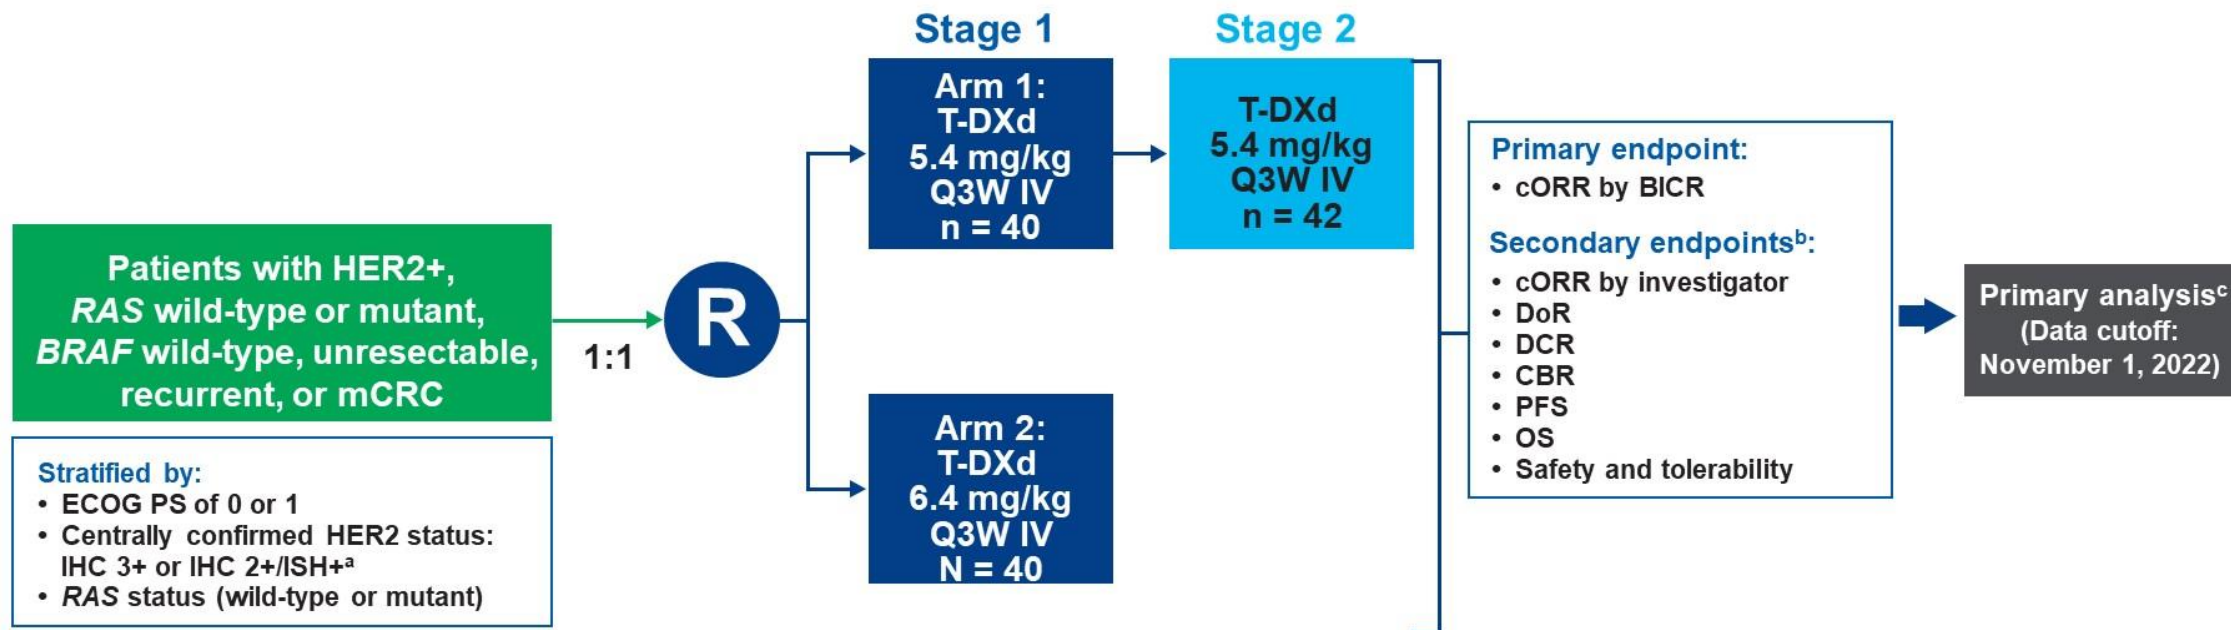 Stage 1
Stage 2
Arm 1:
T-DXd
5.4 mg/kg
Q3W IV
n = 40
T-DXd
5.4 mg/kg
Q3W IV
n = 42
Patients with HER2+,
RAS wild-type or mutant,
BRAF wild-type, unresectable,
recurrent, or mCRC
1:1
R
Arm 2:
T-DXd
6.4 mg/kg
Q3W IV
N = 40
Stratified by:
• ECOG PS of 0 or 1
• Centrally confirmed HER2 status:
IHC 3+ or IHC 2+/ISH+ᵃ
• RAS status (wild-type or mutant)
Primary endpoint:
• cORR by BICR
Secondary endpointsᵇ:
• cORR by investigator
• DoR
• DCR
• CBR
• PFS
• OS
• Safety and tolerability
Primary analysisᶜ
(Data cutoff:
November 1, 2022)